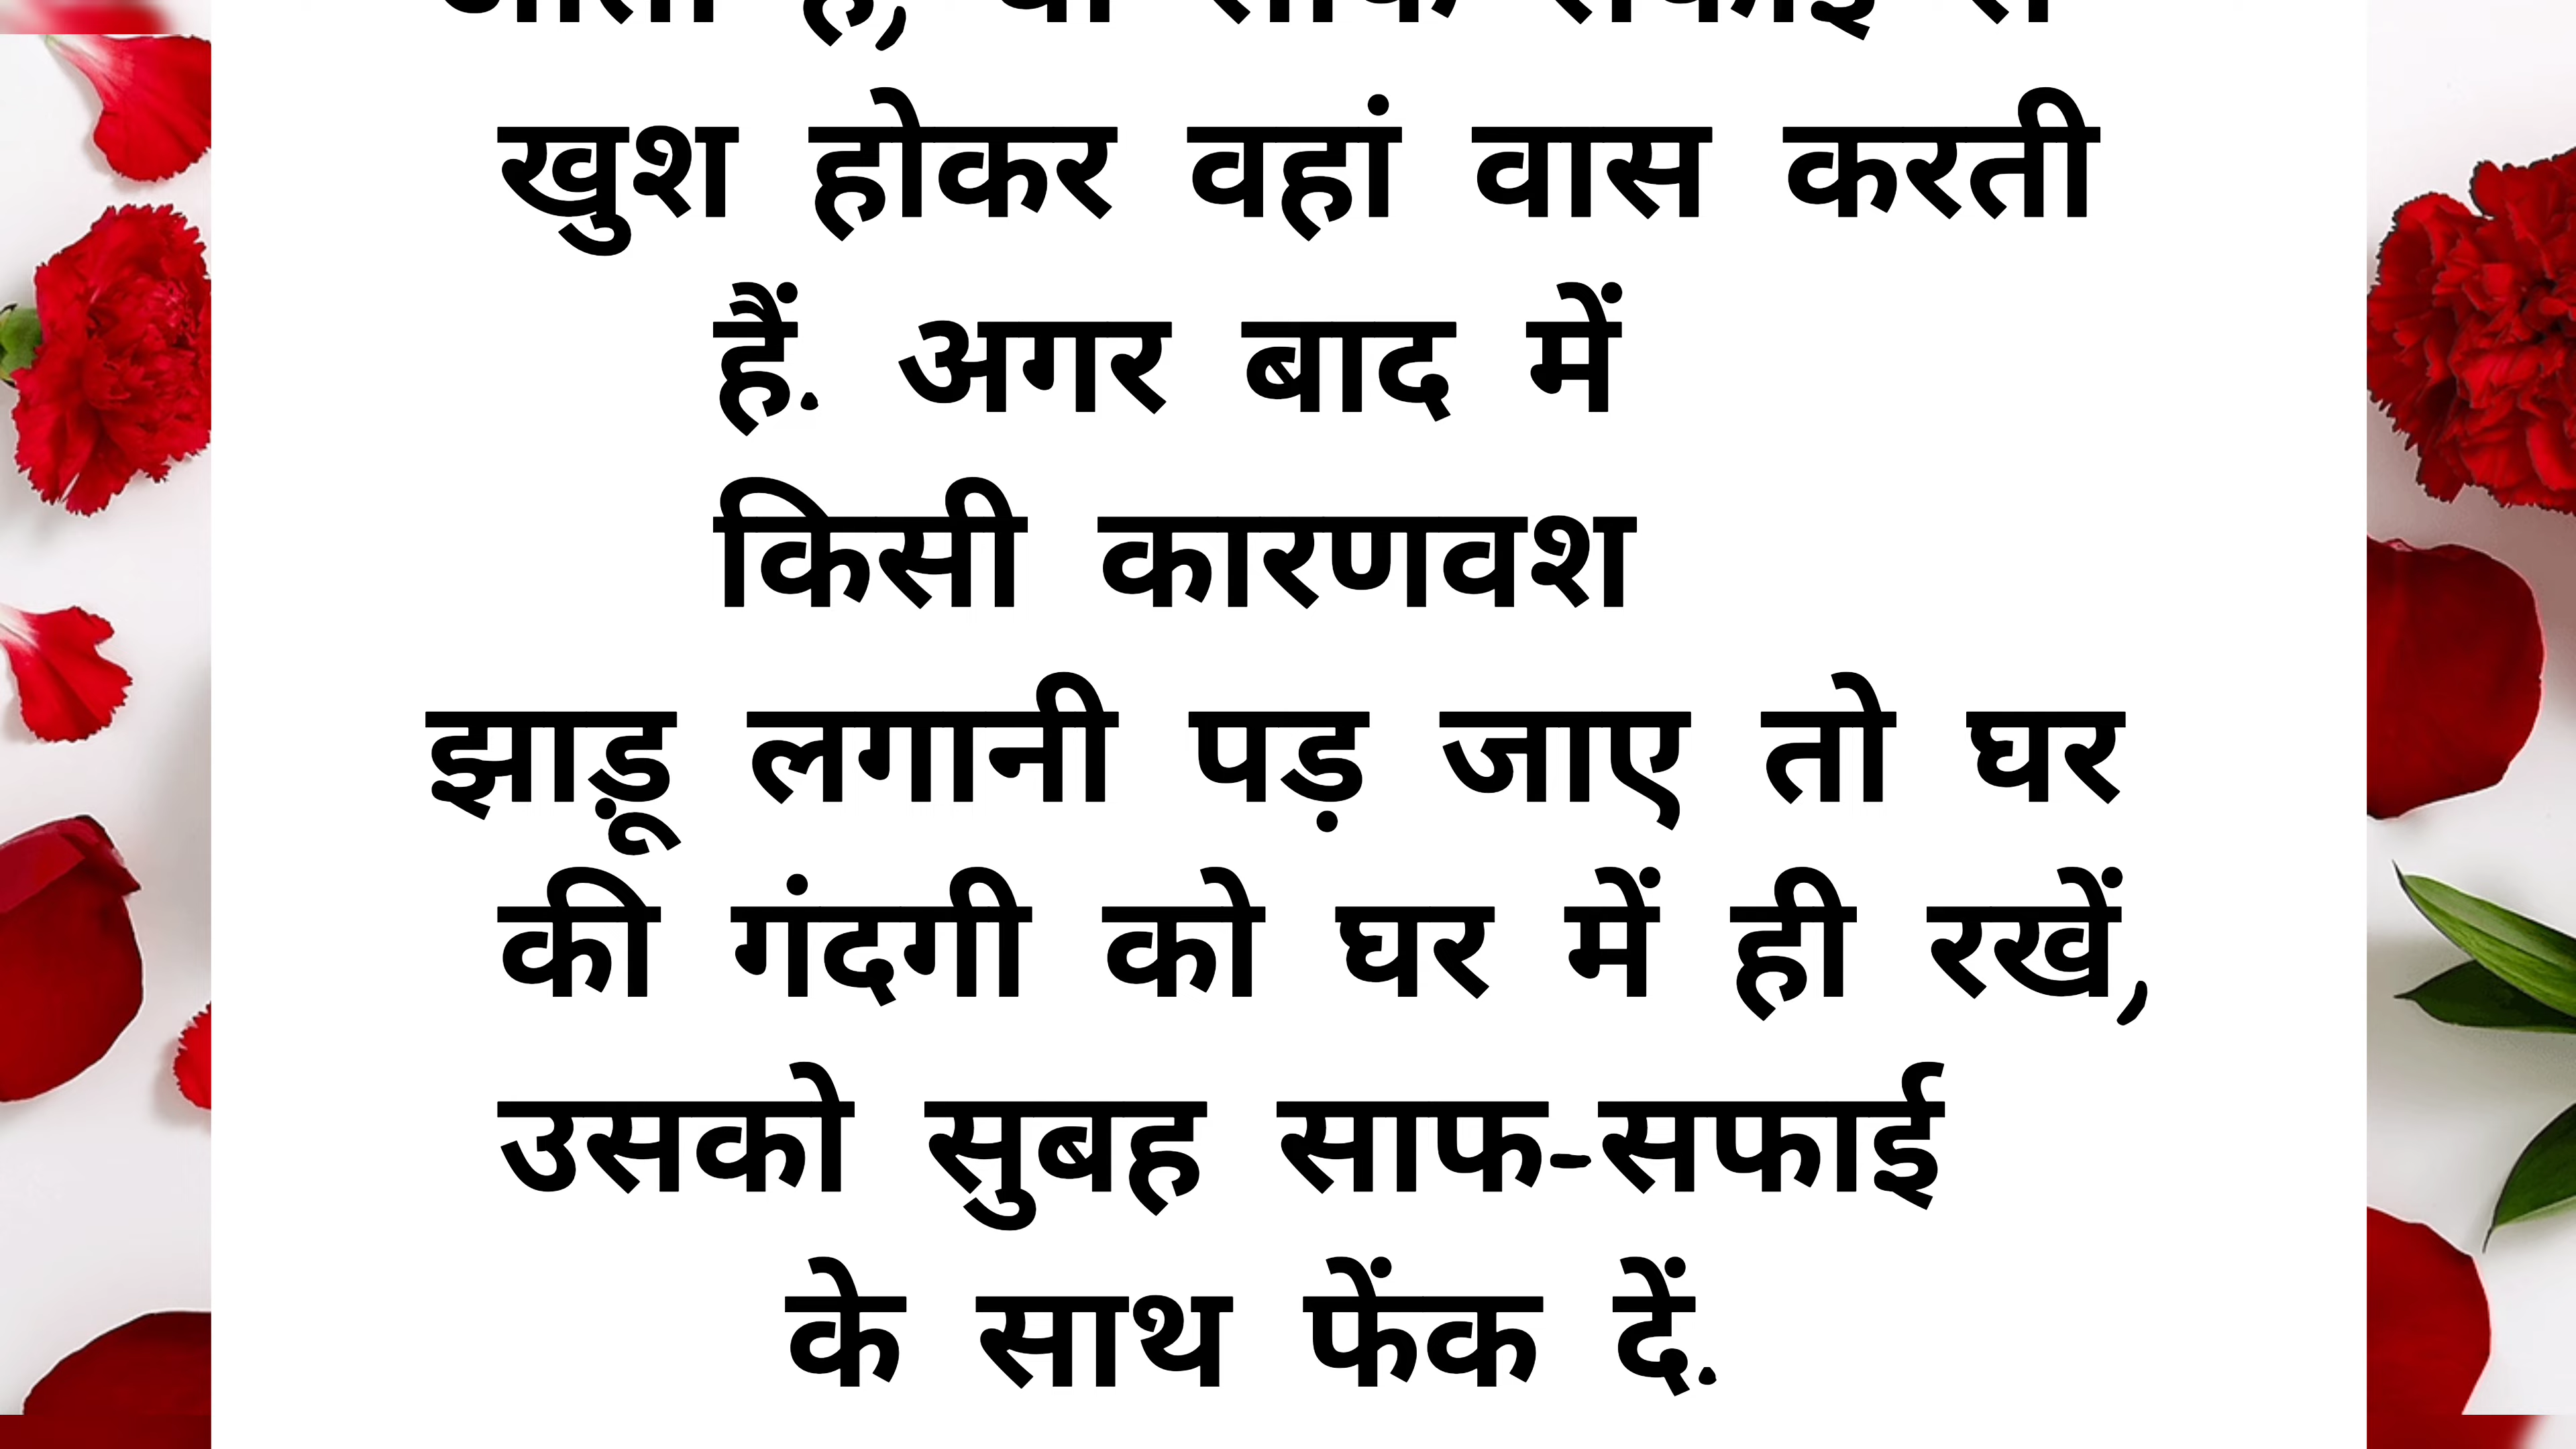 खुश होकर वहां वास करती
हैं. अगर बाद में
किसी कारणवश
झाड़ू लगानी पड़ जाए तो घर
की गंदगी को घर में ही रखें,
उसको सुबह साफ-सफाई
के साथ फेंक दें.